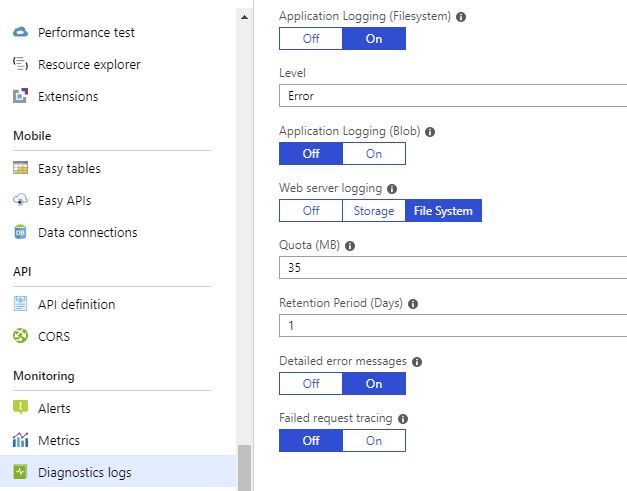 Performance test
Resource explorer
Extensions
Mobile
Easy tables
Easy APIs
Data connections
API
API definition
CORS
Monitoring
Alerts
Metrics
Diagnostics logs
Application Logging (Filesystem)
Off On
Level
Error
Application Logging (Blob)
Off On
Web server logging
Off Storage File System
Quota (MB)
35
Retention Period (Days)
1
Detailed error messages
Off On
Failed request tracing
Off On